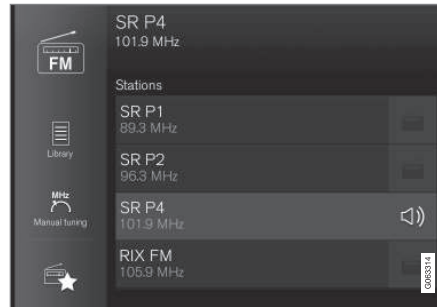 SR P4
101.9 MHz
FM
Stations
SR P1
89.3 MHz
Library
SR P2
96.3 MHz
MHz
Manual tuning
SR P4
101.9 MHz
RIX FM
105.9 MHz
G063314